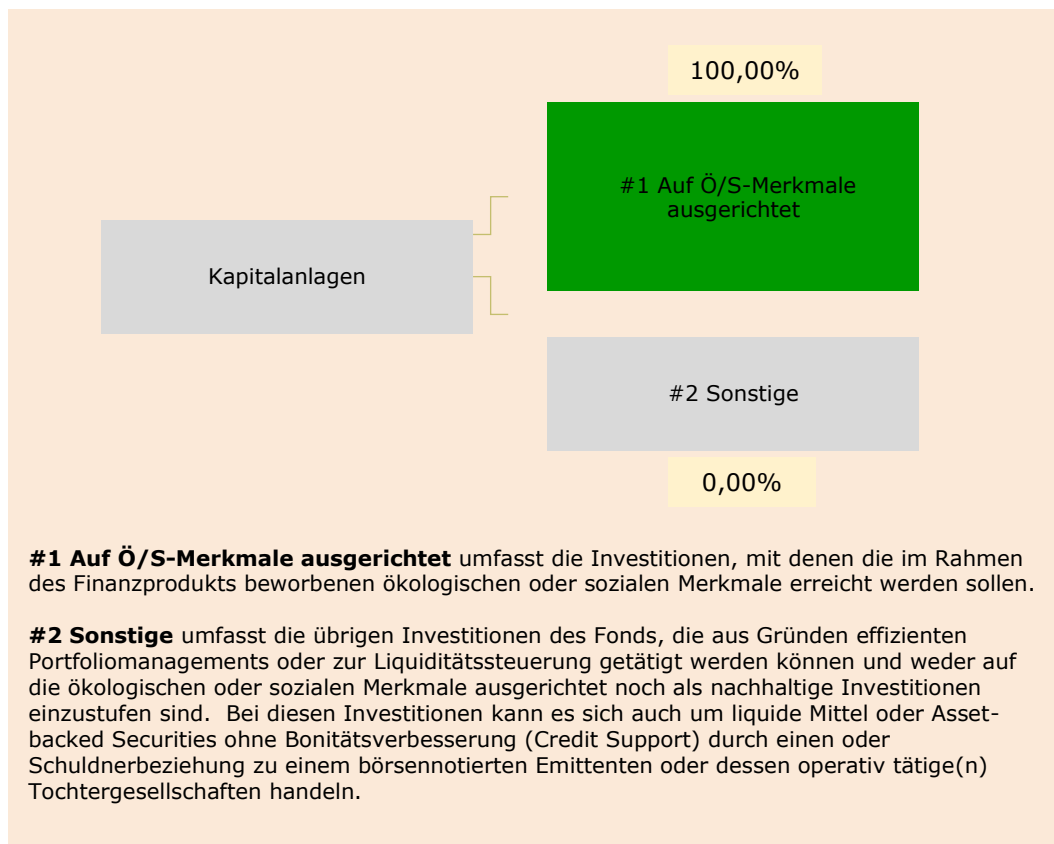 100,00%
#1 Auf Ö/S-Merkmale
ausgerichtet
Kapitalanlagen
#2 Sonstige
0,00%
#1 Auf Ö/S-Merkmale ausgerichtet umfasst die Investitionen, mit denen die im Rahmen
des Finanzprodukts beworbenen ökologischen oder sozialen Merkmale erreicht werden sollen.
#2 Sonstige umfasst die übrigen Investitionen des Fonds, die aus Gründen effizienten
Portfoliomanagements oder zur Liquiditätssteuerung getätigt werden können und weder auf
die ökologischen oder sozialen Merkmale ausgerichtet noch als nachhaltige Investitionen
einzustufen sind.  Bei diesen Investitionen kann es sich auch um liquide Mittel oder Asset-
backed Securities ohne Bonitätsverbesserung (Credit Support) durch einen oder
Schuldnerbeziehung zu einem börsennotierten Emittenten oder dessen operativ tätige(n)
Tochtergesellschaften handeln.